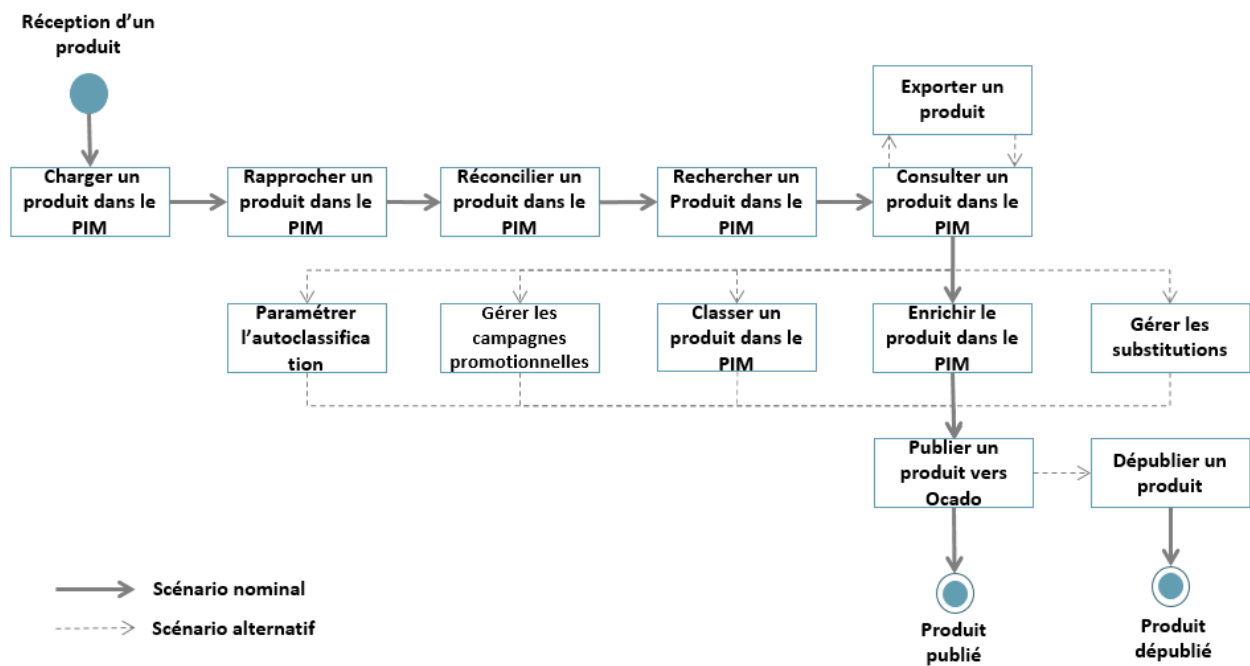 Réception d’un
produit
Exporter un
produit
Charger un
produit dans le
PIM
Rapprocher un
produit dans le
PIM
Réconcilier un
produit dans le
PIM
Rechercher un
Produit dans le
PIM
Consulter un
produit dans le
PIM
Paramétrer
l’autoclassifica
tion
Gérer les
campagnes
promotionnelles
Classer un
produit dans le
PIM
Enrichir le
produit dans le
PIM
Gérer les
substitutions
Publier un
produit vers
Ocado
Dépublier un
produit
Scénario nominal
Scénario alternatif
Produit
publié
Produit
dépublié